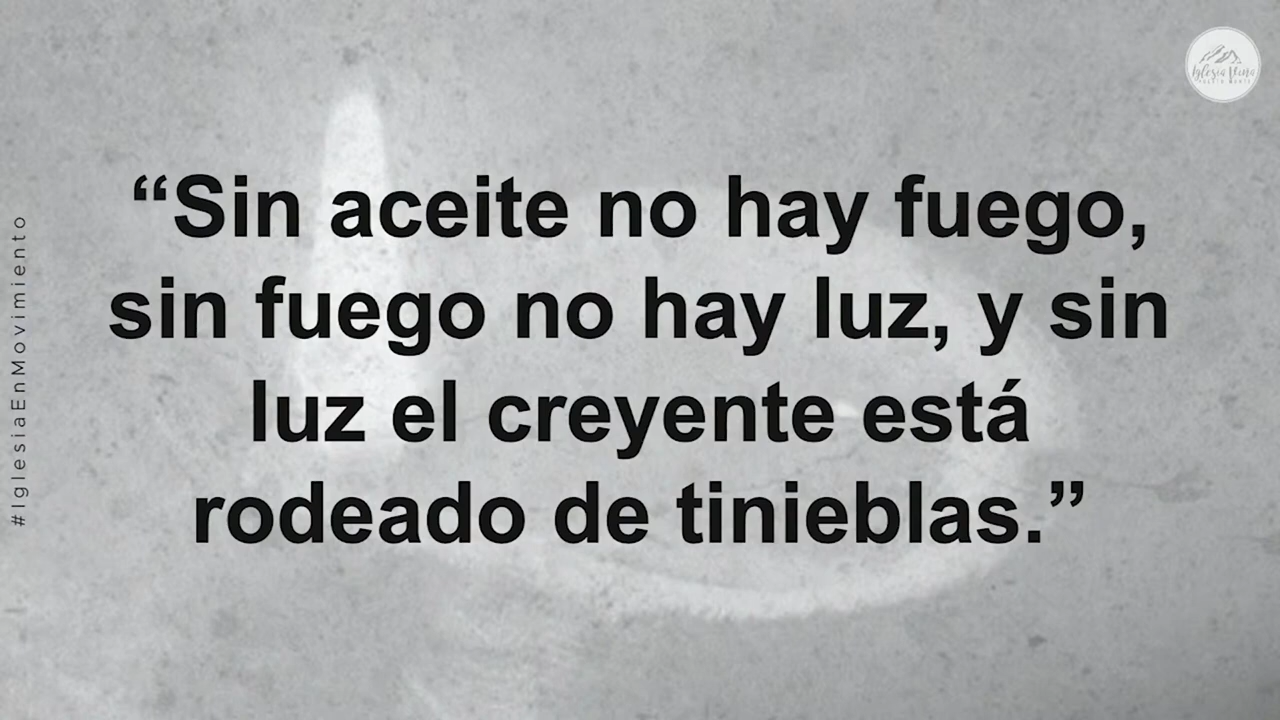 “Sin aceite no hay fuego,
sin fuego no hay luz, y sin
luz el creyente está
rodeado de tinieblas.”
#IglesiaEnMovimiento
Iglesia